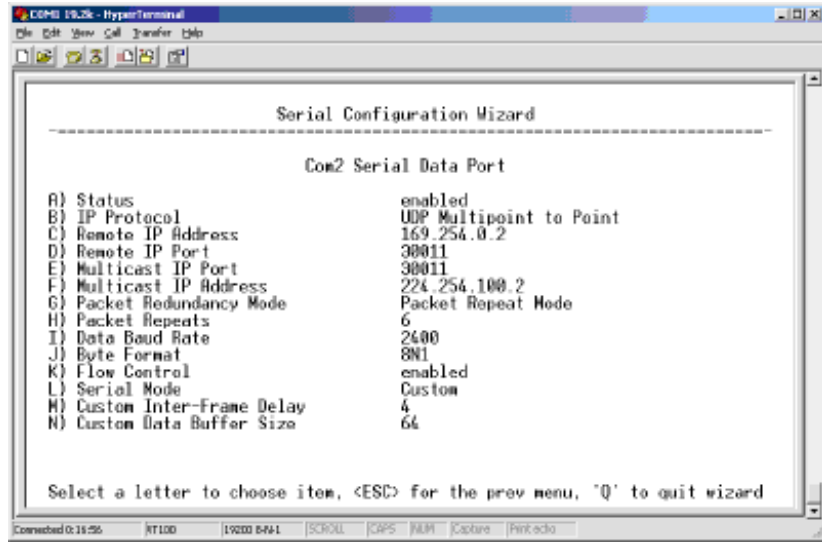 COM1 19.2k - HyperTerminal
File Edit View Call Transfer Help
Serial Configuration Wizard
Com2 Serial Data Port
A) Status enabled
B) IP Protocol UDP Multipoint to Point
C) Remote IP Address 169.254.0.2
D) Remote IP Port 30011
E) Multicast IP Port 30011
F) Multicast IP Address 224.254.100.2
G) Packet Redundancy Mode Packet Repeat Mode
H) Packet Repeats 6
I) Data Baud Rate 2400
J) Byte Format 8N1
K) Flow Control enabled
L) Serial Mode Custom
M) Custom Inter-Frame Delay 4
N) Custom Data Buffer Size 64
Select a letter to choose item, <ESC> for the prev menu, 'Q' to quit wizard
Connected 0:16:56 VT100 19200 8-N-1 SCROLL CAPS NUM Capture Print echo